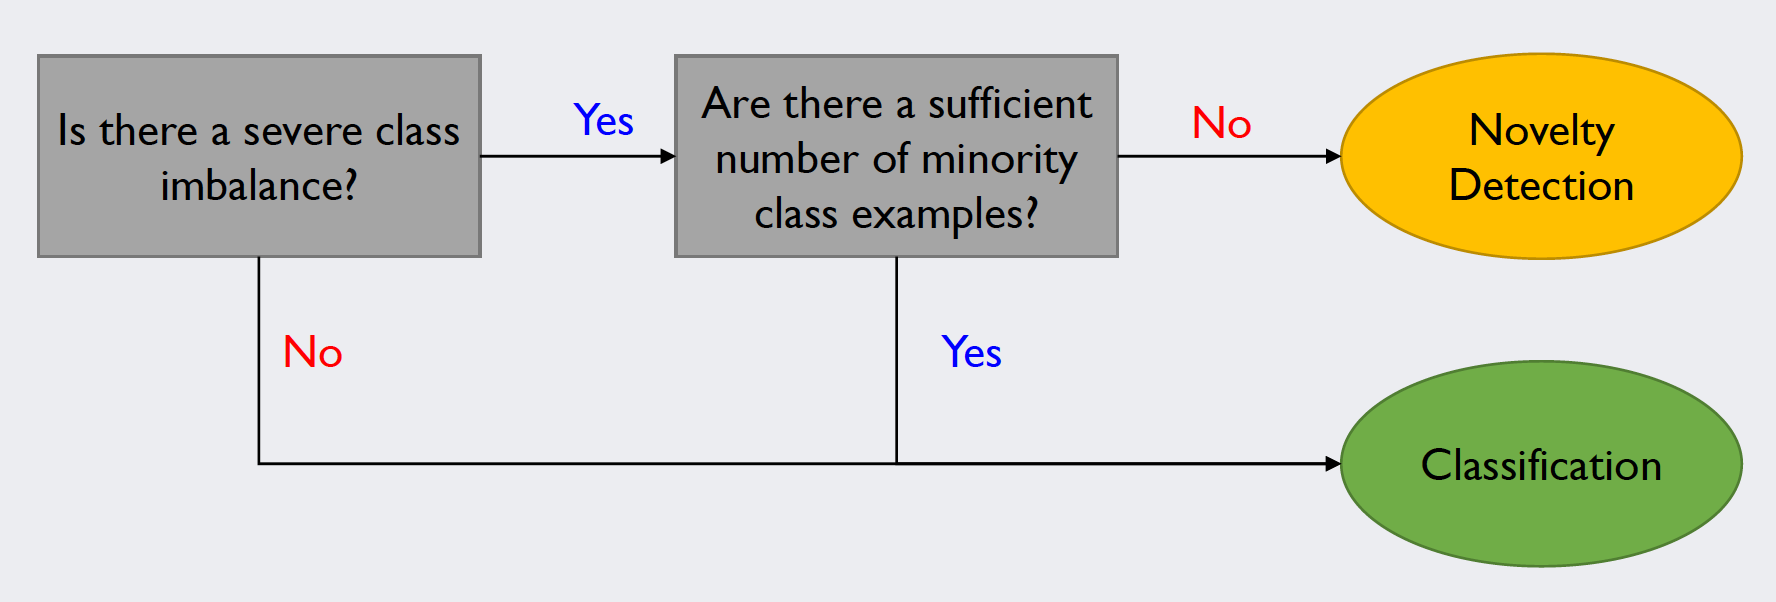 Is there a severe class
imbalance?
Yes
Are there a sufficient
number of minority
class examples?
No
Novelty
Detection
No
Yes
Classification